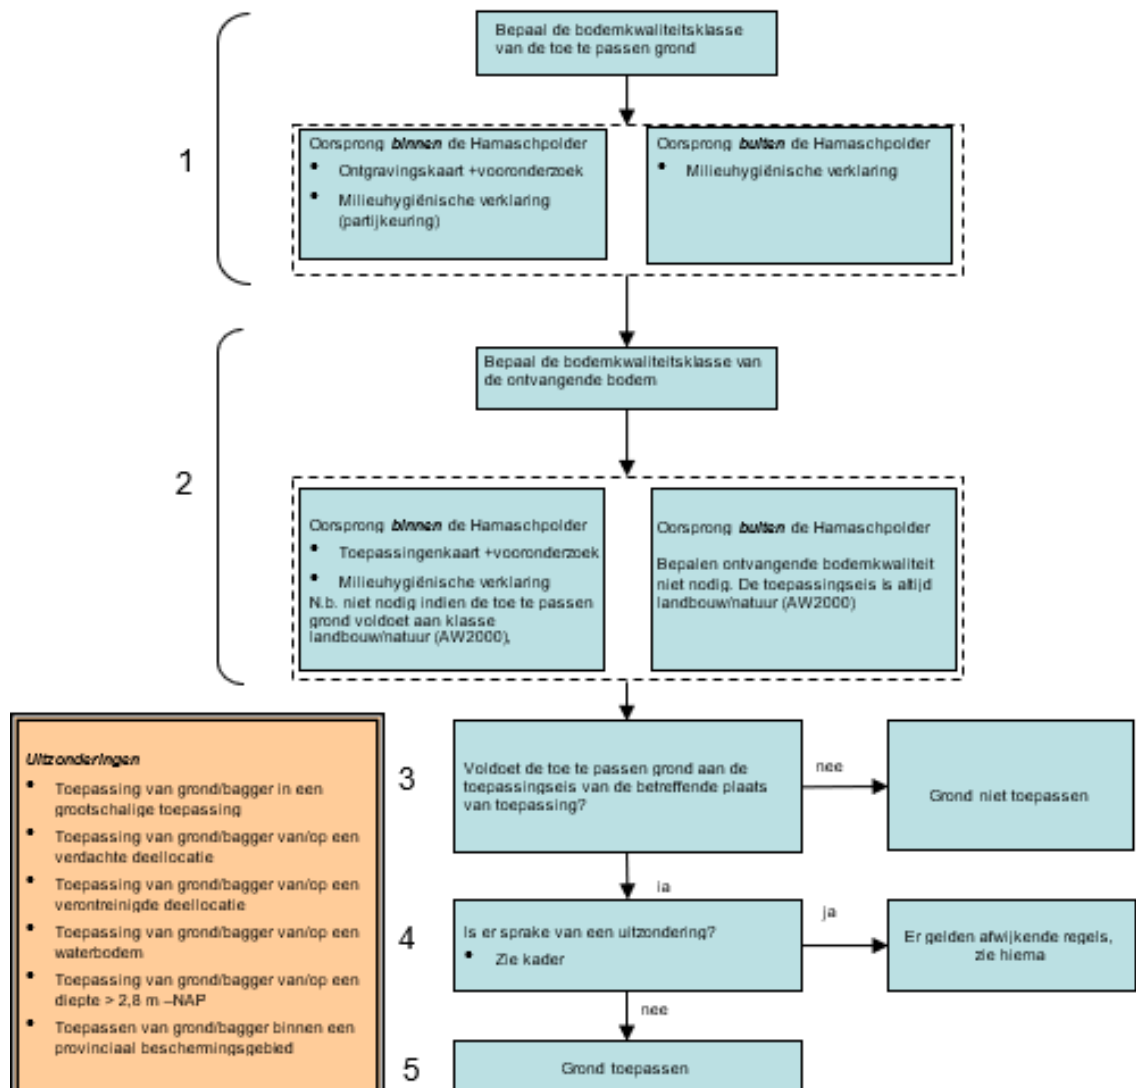 Bepaal de bodemkwaliteitsklasse
van de toe te passen grond
1
Oorsprong binnen de Hamaschpolder
• Ontgravingskaart +vooronderzoek
• Milieuhygiënische verklaring
(partijkeuring)
Oorsprong buiten de Hamaschpolder
• Milieuhygiënische verklaring
2
Bepaal de bodemkwaliteitsklasse van
de ontvangende bodem
Oorsprong binnen de Hamaschpolder
• Toepassingenkaart +vooronderzoek
• Milieuhygiënische verklaring
N.b. niet nodig indien de toe te passen
grond voldoet aan klasse
landbouw/natuur (AW2000),
Oorsprong buiten de Hamaschpolder
Bepalen ontvangende bodemkwaliteit
niet nodig. De toepassingseis is altijd
landbouw/natuur (AW2000)
Uitzonderingen
• Toepassing van grond/bagger in een
grootschalige toepassing
• Toepassing van grond/bagger van/op een
verdachte deellocatie
• Toepassing van grond/bagger van/op een
verontreinigde deellocatie
• Toepassing van grond/bagger van/op een
waterbodem
• Toepassing van grond/bagger van/op een
diepte > 2,8 m –NAP
• Toepassen van grond/bagger binnen een
provinciaal beschermingsgebied
3
Voldoet de toe te passen grond aan de
toepassingseis van de betreffende plaats
van toepassing?
nee
Grond niet toepassen
ja
4
Is er sprake van een uitzondering?
• Zie kader
ja
Er gelden afwijkende regels,
zie hierna
nee
5
Grond toepassen